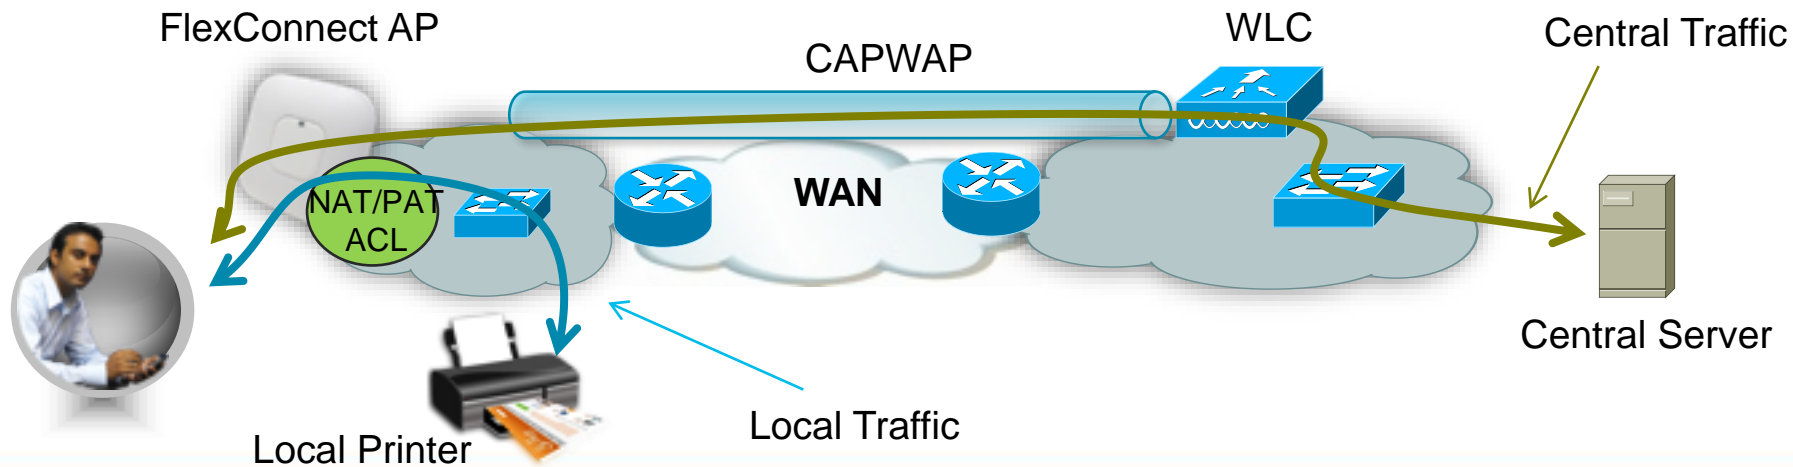 FlexConnect AP
CAPWAP
WLC
Central Traffic
NAT/PAT
ACL
WAN
Central Server
Local Traffic
Local Printer